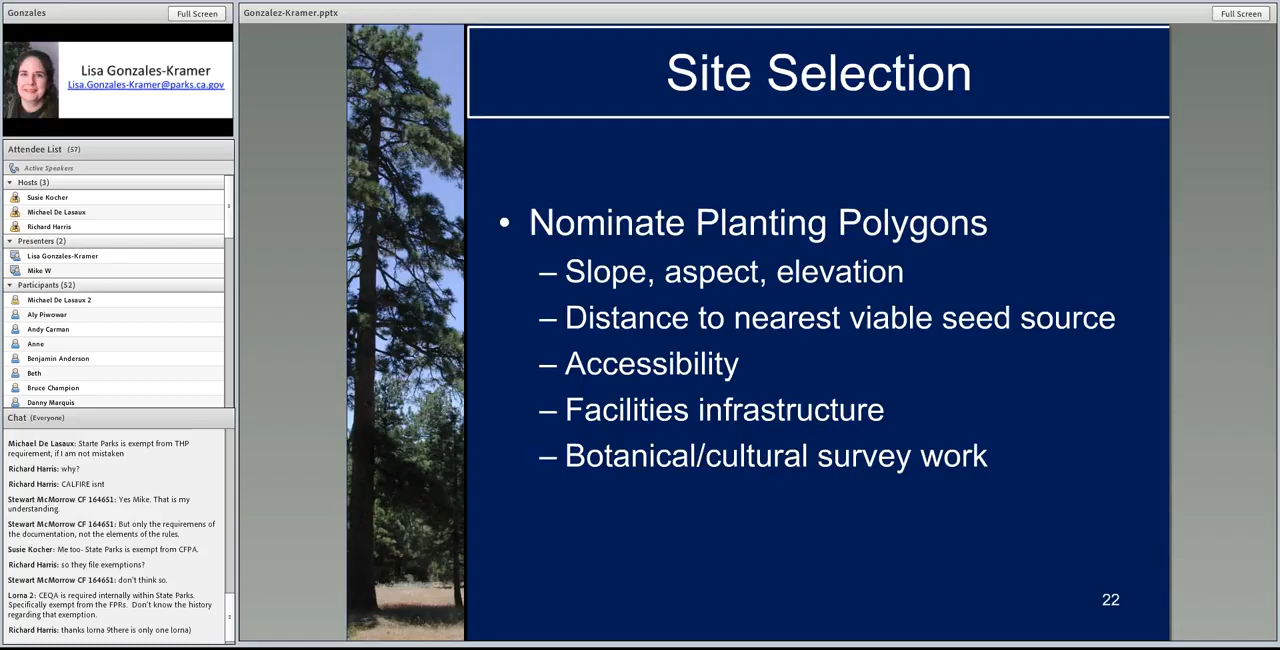 Gonzales
Full Screen
Lisa Gonzales-Kramer
Lisa.Gonzales-Kramer@parks.ca.gov
Attendee List (57)
Active Speakers
Hosts (3)
Susie Kocher
Michael De Lasaux
Richard Harris
Presenters (2)
Lisa Gonzales-Kramer
Mike W
Participants (52)
Michael De Lasaux 2
Aly Piwowar
Andy Carman
Anne
Benjamin Anderson
Beth
Bruce Champion
Danny Marquis
Chat (Everyone)
Michael De Lasaux: Starte Parks is exempt from THP
requirement, if I am not mistaken
Richard Harris: why?
Richard Harris: CALFIRE isnt
Stewart McMorrow CF 164651: Yes Mike. That is my
understanding.
Stewart McMorrow CF 164651: But only the requiremens of
the documentation, not the elements of the rules.
Susie Kocher: Me too- State Parks is exempt from CFPA.
Richard Harris: so they file exemptions?
Stewart McMorrow CF 164651: don't think so.
Lorna 2: CEQA is required internally within State Parks.
Specifically exempt from the FPRs. Don't know the history
regarding that exemption.
Richard Harris: thanks lorna 9there is only one lorna)
Gonzalez-Kramer.pptx
Full Screen
Site Selection
• Nominate Planting Polygons
– Slope, aspect, elevation
– Distance to nearest viable seed source
– Accessibility
– Facilities infrastructure
– Botanical/cultural survey work
22